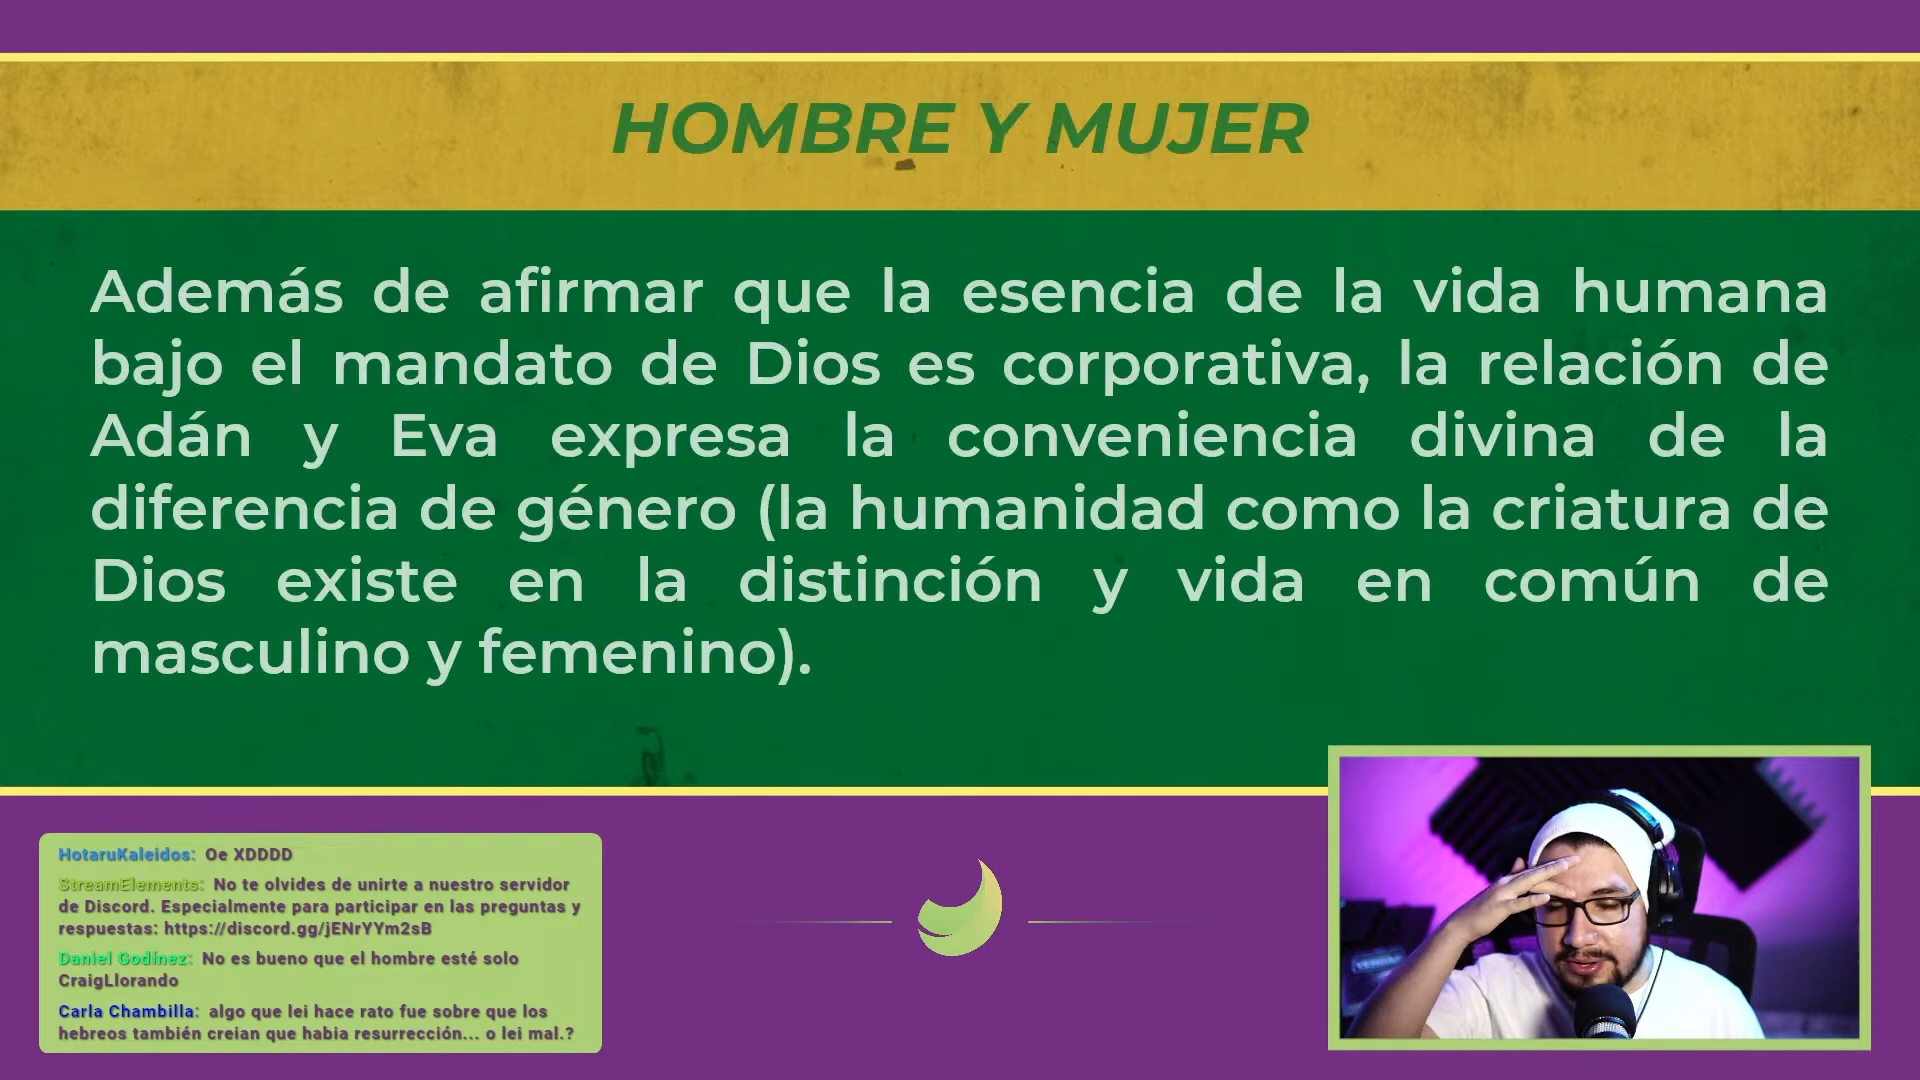 HOMBRE Y MUJER
Además de afirmar que la esencia de la vida humana
bajo el mandato de Dios es corporativa, la relación de
Adán y Eva expresa la conveniencia divina de la
diferencia de género (la humanidad como la criatura de
Dios existe en la distinción y vida en común de
masculino y femenino).
HotaruKaleidos: Oe XDDDD
StreamElements: No te olvides de unirte a nuestro servidor
de Discord. Especialmente para participar en las preguntas y
respuestas: https://discord.gg/jENrYYm2sB
Daniel Godínez: No es bueno que el hombre esté solo
CraigLlorando
Carla Chambilla: algo que lei hace rato fue sobre que los
hebreos también creian que habia resurrección... o lei mal.?